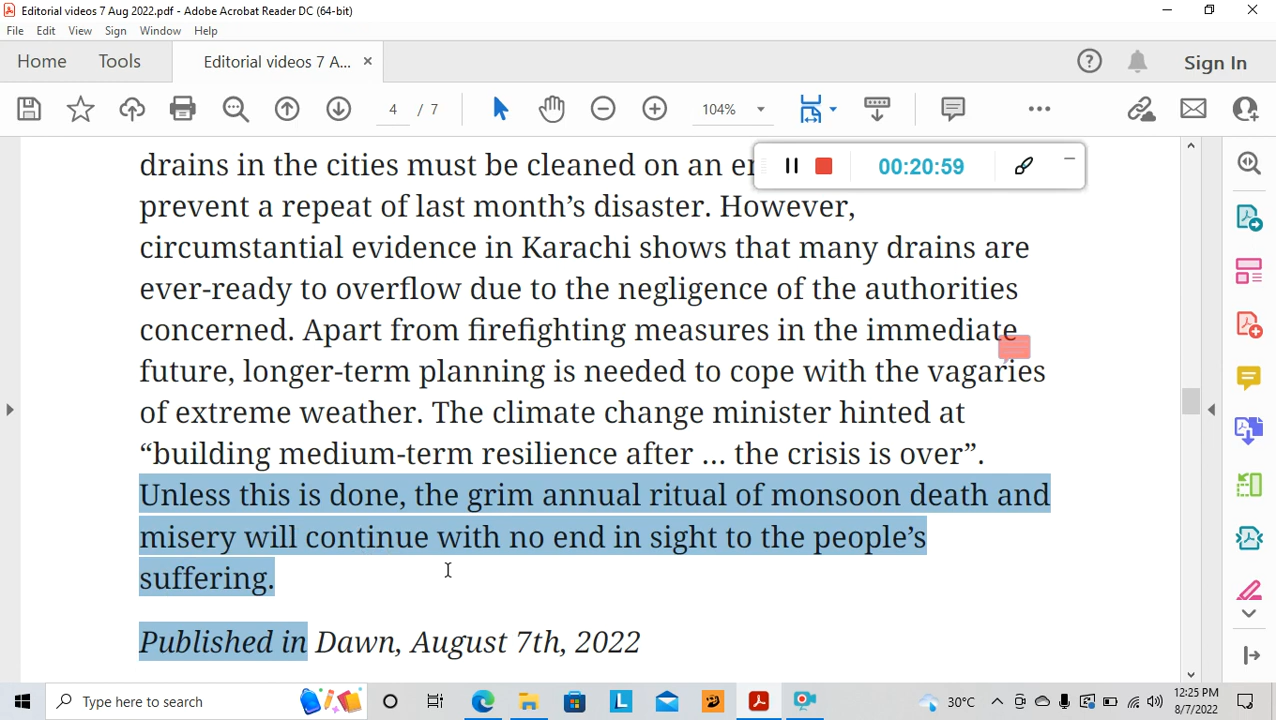 Editorial videos 7 Aug 2022.pdf - Adobe Acrobat Reader DC (64-bit)
File Edit View Sign Window Help
Home Tools Editorial videos 7 A... Sign In
4 / 7 104%
00:20:59
drains in the cities must be cleaned on an
prevent a repeat of last month's disaster. However,
circumstantial evidence in Karachi shows that many drains are
ever-ready to overflow due to the negligence of the authorities
concerned. Apart from firefighting measures in the immediate
future, longer-term planning is needed to cope with the vagaries
of extreme weather. The climate change minister hinted at
“building medium-term resilience after ... the crisis is over”.
Unless this is done, the grim annual ritual of monsoon death and
misery will continue with no end in sight to the people's
suffering.
Published in Dawn, August 7th, 2022
Type here to search
30°C
12:25 PM
8/7/2022